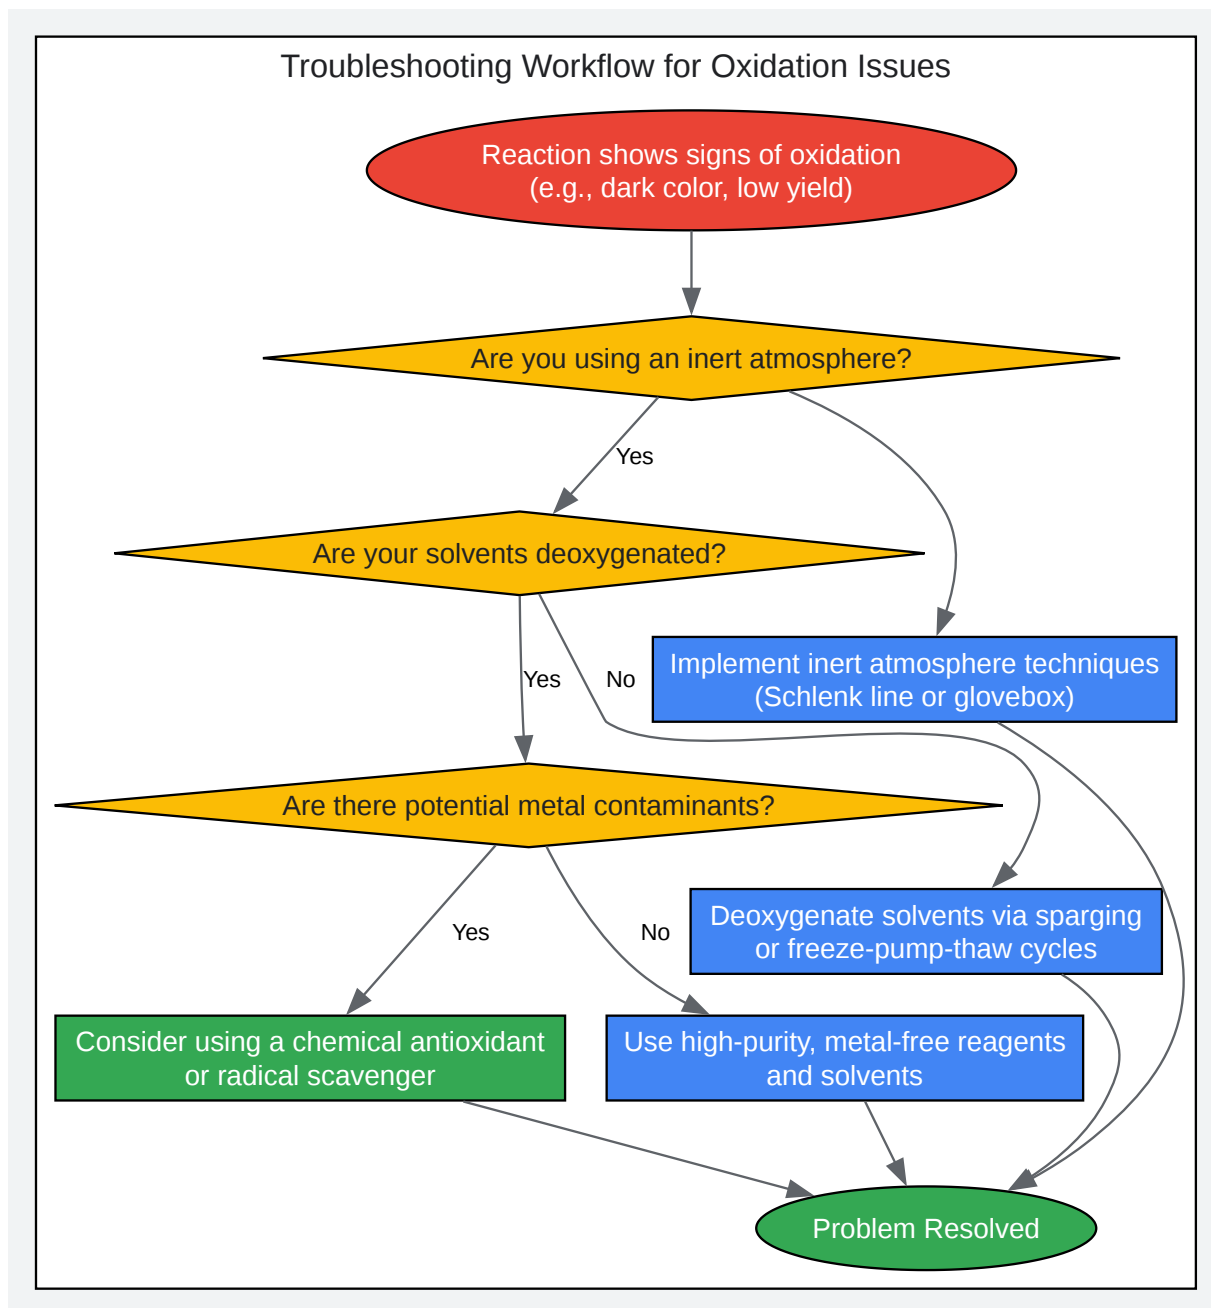 Troubleshooting Workflow for Oxidation Issues
Reaction shows signs of oxidation
(e.g., dark color, low yield)
Are you using an inert atmosphere?
Yes
Are your solvents deoxygenated?
Implement inert atmosphere techniques
(Schlenk line or glovebox)
Yes
No
Are there potential metal contaminants?
Deoxygenate solvents via sparging
or freeze-pump-thaw cycles
Yes
No
Consider using a chemical antioxidant
or radical scavenger
Use high-purity, metal-free reagents
and solvents
Problem Resolved